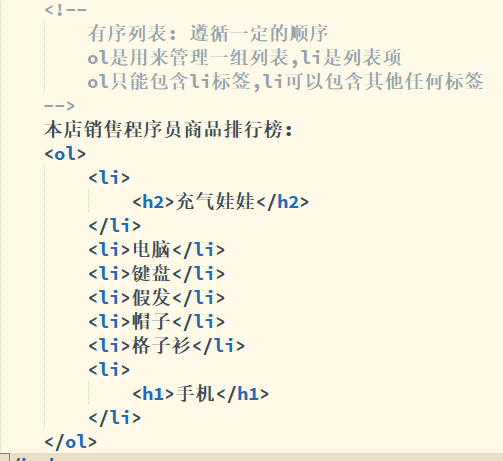 <!--
有序列表：遵循一定的顺序
ol是用来管理一组列表,li是列表项
ol只能包含li标签,li可以包含其他任何标签
-->
本店销售程序员商品排行榜：
<ol>
<li>
<h2>充气娃娃</h2>
</li>
<li>电脑</li>
<li>键盘</li>
<li>假发</li>
<li>帽子</li>
<li>格子衫</li>
<li>
<h1>手机</h1>
</li>
</ol>